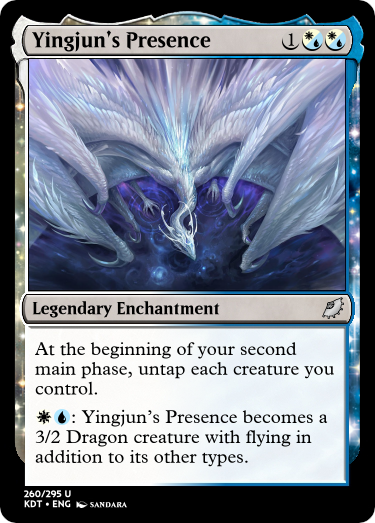 Yingjun's Presence 1
Legendary Enchantment
At the beginning of your second
main phase, untap each creature you
control.
: Yingjun's Presence becomes a
3/2 Dragon creature with flying in
addition to its other types.
260/295 U
KDT • ENG SANDARA